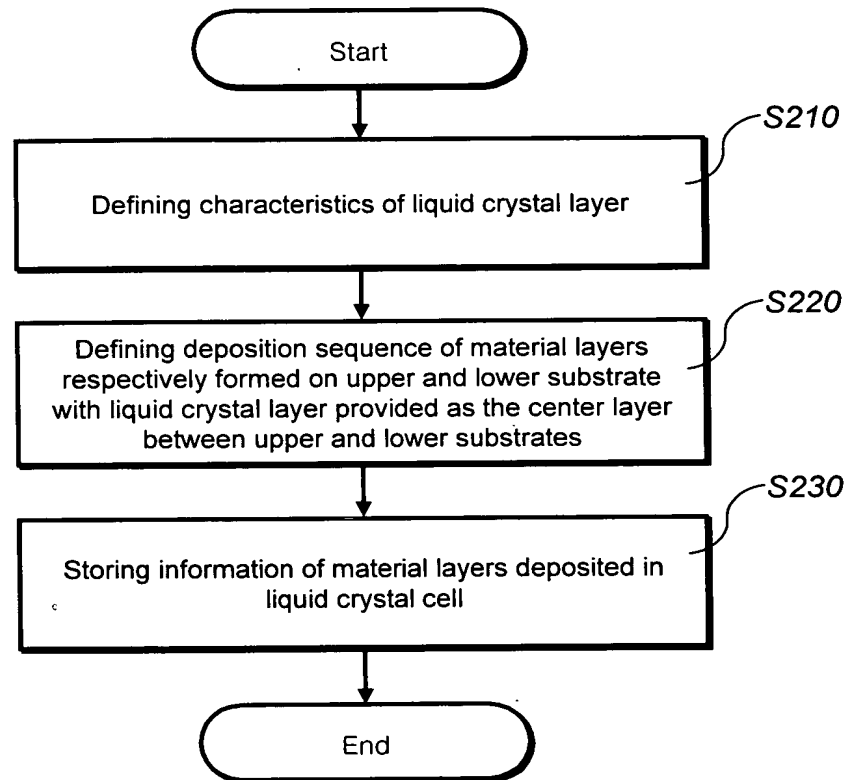 Start
S210
Defining characteristics of liquid crystal layer
S220
Defining deposition sequence of material layers
respectively formed on upper and lower substrate
with liquid crystal layer provided as the center layer
between upper and lower substrates
S230
Storing information of material layers deposited in
liquid crystal cell
End